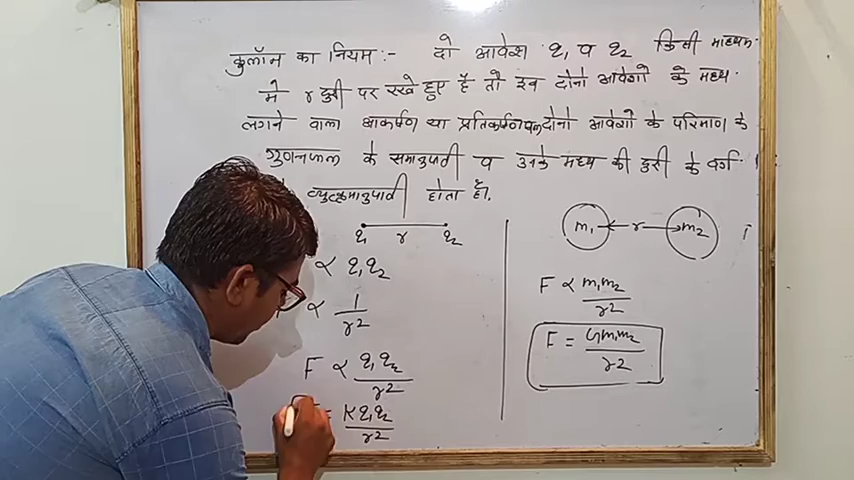 कुलॉम का नियम :- दो आवेश q₁ व q₂ किसी माध्यम
मे r दुरी पर रखे हुए है तो इन दोनो आवेशो के मध्य
लगने वाला आकर्षण या प्रतिकर्षण बल दोनो आवेशो के परिमाण के
गुणनफल के समानुपाती व उनके मध्य की दुरी के वर्ग
व्युत्क्रमानुपाती होता है।
q₁ r q₂
∝ q₁q₂
∝ 1/r²
F ∝ q₁q₂/r²
= Kq₁q₂/r²
m₁ r m₂
F ∝ m₁m₂/r²
F = Gm₁m₂/r²